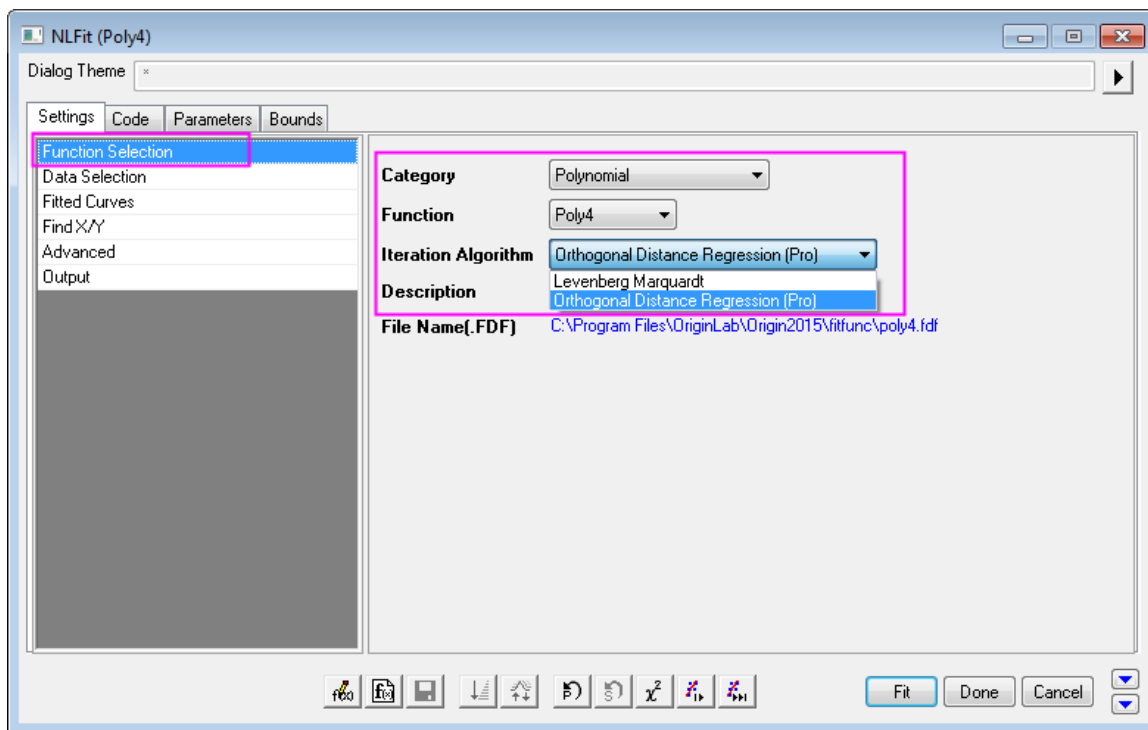 NLFit (Poly4)
Dialog Theme *
Settings Code Parameters Bounds
Function Selection
Data Selection
Fitted Curves
Find X/Y
Advanced
Output
Category Polynomial
Function Poly4
Iteration Algorithm Orthogonal Distance Regression (Pro)
Levenberg Marquardt
Orthogonal Distance Regression (Pro)
Description
File Name(.FDF) C:\Program Files\OriginLab\Origin2015\fitfunc\poly4.fdf
Fit Done Cancel